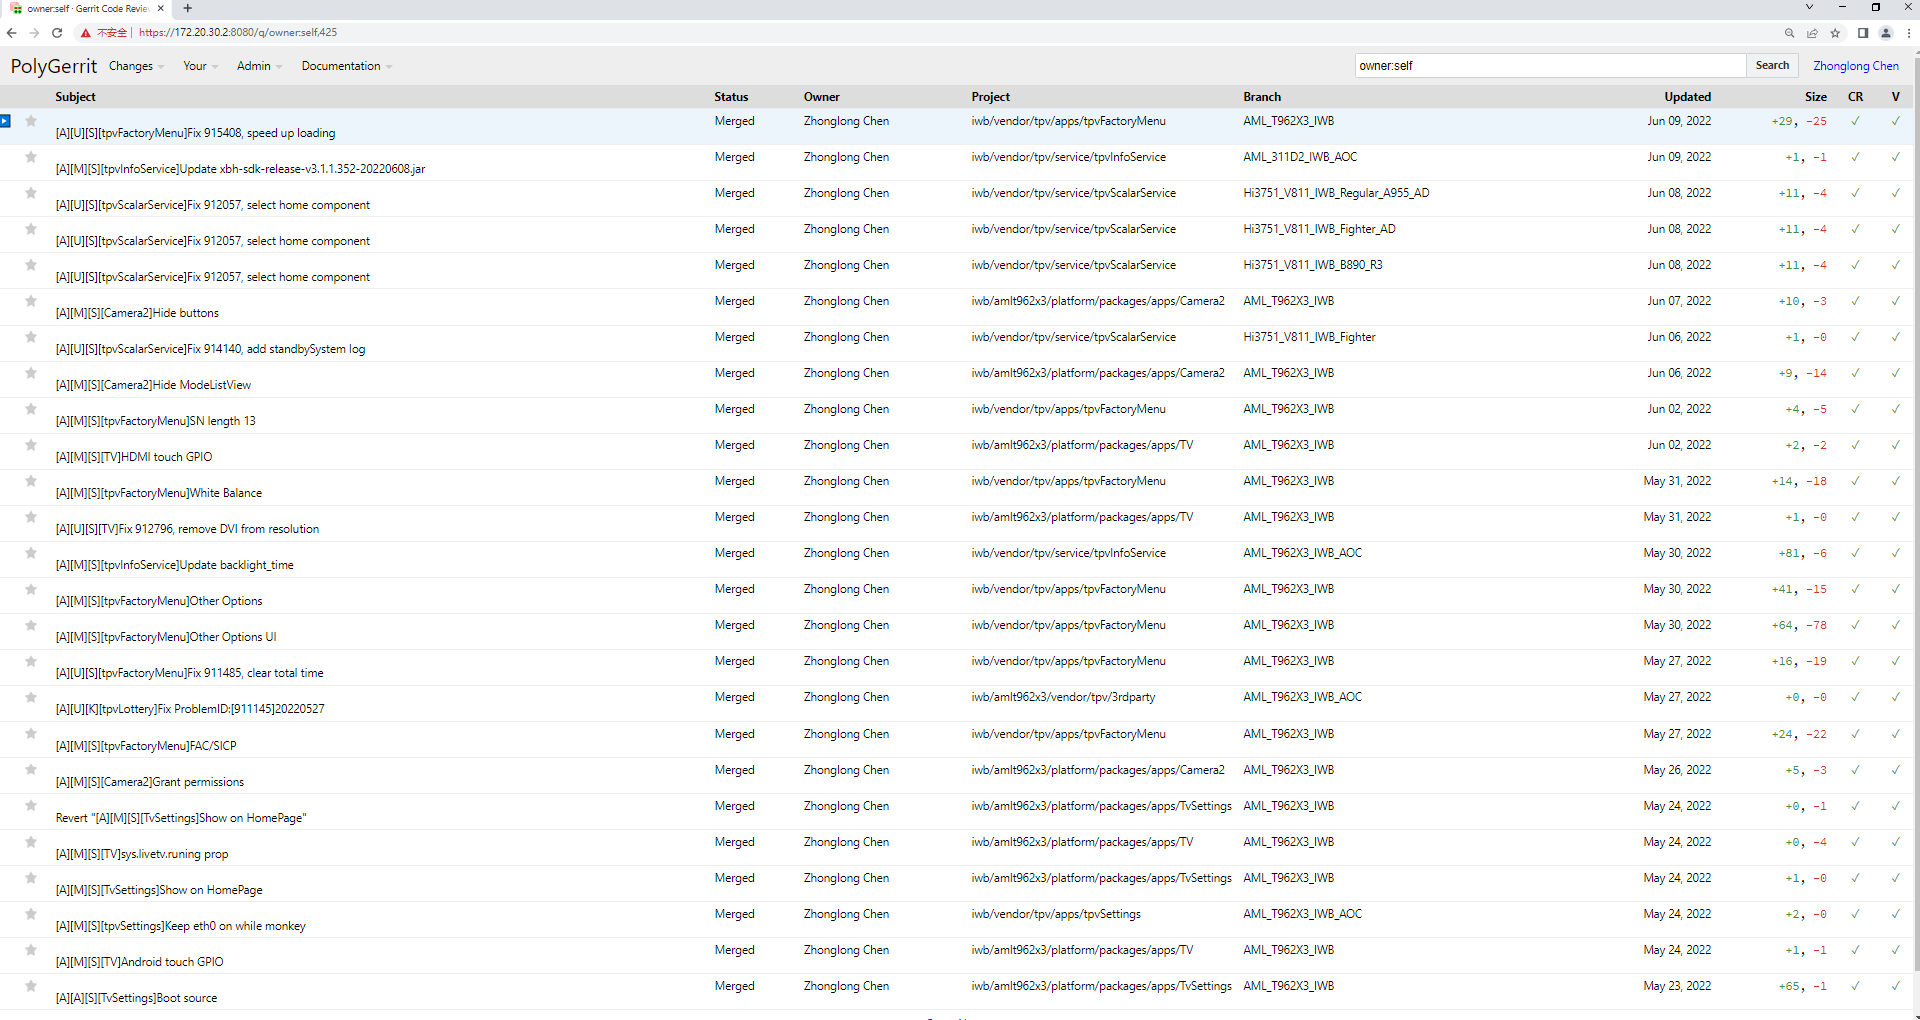 owner:self · Gerrit Code Revie
不安全 | https://172.20.30.2:8080/q/owner:self,425
PolyGerrit Changes Your Admin Documentation owner:self Search Zhonglong Chen
Subject Status Owner Project Branch Updated Size CR V
[A][U][S][tpvFactoryMenu]Fix 915408, speed up loading Merged Zhonglong Chen iwb/vendor/tpv/apps/tpvFactoryMenu AML_T962X3_IWB Jun 09, 2022 +29, -25 ✓ ✓
[A][M][S][tpvInfoService]Update xbh-sdk-release-v3.1.1.352-20220608.jar Merged Zhonglong Chen iwb/vendor/tpv/service/tpvInfoService AML_311D2_IWB_AOC Jun 09, 2022 +1, -1 ✓ ✓
[A][U][S][tpvScalarService]Fix 912057, select home component Merged Zhonglong Chen iwb/vendor/tpv/service/tpvScalarService Hi3751_V811_IWB_Regular_A955_AD Jun 08, 2022 +11, -4 ✓ ✓
[A][U][S][tpvScalarService]Fix 912057, select home component Merged Zhonglong Chen iwb/vendor/tpv/service/tpvScalarService Hi3751_V811_IWB_Fighter_AD Jun 08, 2022 +11, -4 ✓ ✓
[A][U][S][tpvScalarService]Fix 912057, select home component Merged Zhonglong Chen iwb/vendor/tpv/service/tpvScalarService Hi3751_V811_IWB_B890_R3 Jun 08, 2022 +11, -4 ✓ ✓
[A][M][S][Camera2]Hide buttons Merged Zhonglong Chen iwb/amlt962x3/platform/packages/apps/Camera2 AML_T962X3_IWB Jun 07, 2022 +10, -3 ✓ ✓
[A][U][S][tpvScalarService]Fix 914140, add standbySystem log Merged Zhonglong Chen iwb/vendor/tpv/service/tpvScalarService Hi3751_V811_IWB_Fighter Jun 06, 2022 +1, -0 ✓ ✓
[A][M][S][Camera2]Hide ModeListView Merged Zhonglong Chen iwb/amlt962x3/platform/packages/apps/Camera2 AML_T962X3_IWB Jun 06, 2022 +9, -14 ✓ ✓
[A][M][S][tpvFactoryMenu]SN length 13 Merged Zhonglong Chen iwb/vendor/tpv/apps/tpvFactoryMenu AML_T962X3_IWB Jun 02, 2022 +4, -5 ✓ ✓
[A][M][S][TV]HDMI touch GPIO Merged Zhonglong Chen iwb/amlt962x3/platform/packages/apps/TV AML_T962X3_IWB Jun 02, 2022 +2, -2 ✓ ✓
[A][M][S][tpvFactoryMenu]White Balance Merged Zhonglong Chen iwb/vendor/tpv/apps/tpvFactoryMenu AML_T962X3_IWB May 31, 2022 +14, -18 ✓ ✓
[A][U][S][TV]Fix 912796, remove DVI from resolution Merged Zhonglong Chen iwb/amlt962x3/platform/packages/apps/TV AML_T962X3_IWB May 31, 2022 +1, -0 ✓ ✓
[A][M][S][tpvInfoService]Update backlight_time Merged Zhonglong Chen iwb/vendor/tpv/service/tpvInfoService AML_T962X3_IWB_AOC May 30, 2022 +81, -6 ✓ ✓
[A][M][S][tpvFactoryMenu]Other Options Merged Zhonglong Chen iwb/vendor/tpv/apps/tpvFactoryMenu AML_T962X3_IWB May 30, 2022 +41, -15 ✓ ✓
[A][M][S][tpvFactoryMenu]Other Options UI Merged Zhonglong Chen iwb/vendor/tpv/apps/tpvFactoryMenu AML_T962X3_IWB May 30, 2022 +64, -78 ✓ ✓
[A][U][S][tpvFactoryMenu]Fix 911485, clear total time Merged Zhonglong Chen iwb/vendor/tpv/apps/tpvFactoryMenu AML_T962X3_IWB May 27, 2022 +16, -19 ✓ ✓
[A][U][K][tpvLottery]Fix ProblemID:[911145]20220527 Merged Zhonglong Chen iwb/amlt962x3/vendor/tpv/3rdparty AML_T962X3_IWB_AOC May 27, 2022 +0, -0 ✓ ✓
[A][M][S][tpvFactoryMenu]FAC/SICP Merged Zhonglong Chen iwb/vendor/tpv/apps/tpvFactoryMenu AML_T962X3_IWB May 27, 2022 +24, -22 ✓ ✓
[A][M][S][Camera2]Grant permissions Merged Zhonglong Chen iwb/amlt962x3/platform/packages/apps/Camera2 AML_T962X3_IWB May 26, 2022 +5, -3 ✓ ✓
Revert "[A][M][S][TvSettings]Show on HomePage" Merged Zhonglong Chen iwb/amlt962x3/platform/packages/apps/TvSettings AML_T962X3_IWB May 24, 2022 +0, -1 ✓ ✓
[A][M][S][TV]sys.livetv.runing prop Merged Zhonglong Chen iwb/amlt962x3/platform/packages/apps/TV AML_T962X3_IWB May 24, 2022 +0, -4 ✓ ✓
[A][M][S][TvSettings]Show on HomePage Merged Zhonglong Chen iwb/amlt962x3/platform/packages/apps/TvSettings AML_T962X3_IWB May 24, 2022 +1, -0 ✓ ✓
[A][M][S][tpvSettings]Keep eth0 on while monkey Merged Zhonglong Chen iwb/vendor/tpv/apps/tpvSettings AML_T962X3_IWB_AOC May 24, 2022 +2, -0 ✓ ✓
[A][M][S][TV]Android touch GPIO Merged Zhonglong Chen iwb/amlt962x3/platform/packages/apps/TV AML_T962X3_IWB May 24, 2022 +1, -1 ✓ ✓
[A][A][S][TvSettings]Boot source Merged Zhonglong Chen iwb/amlt962x3/platform/packages/apps/TvSettings AML_T962X3_IWB May 23, 2022 +65, -1 ✓ ✓